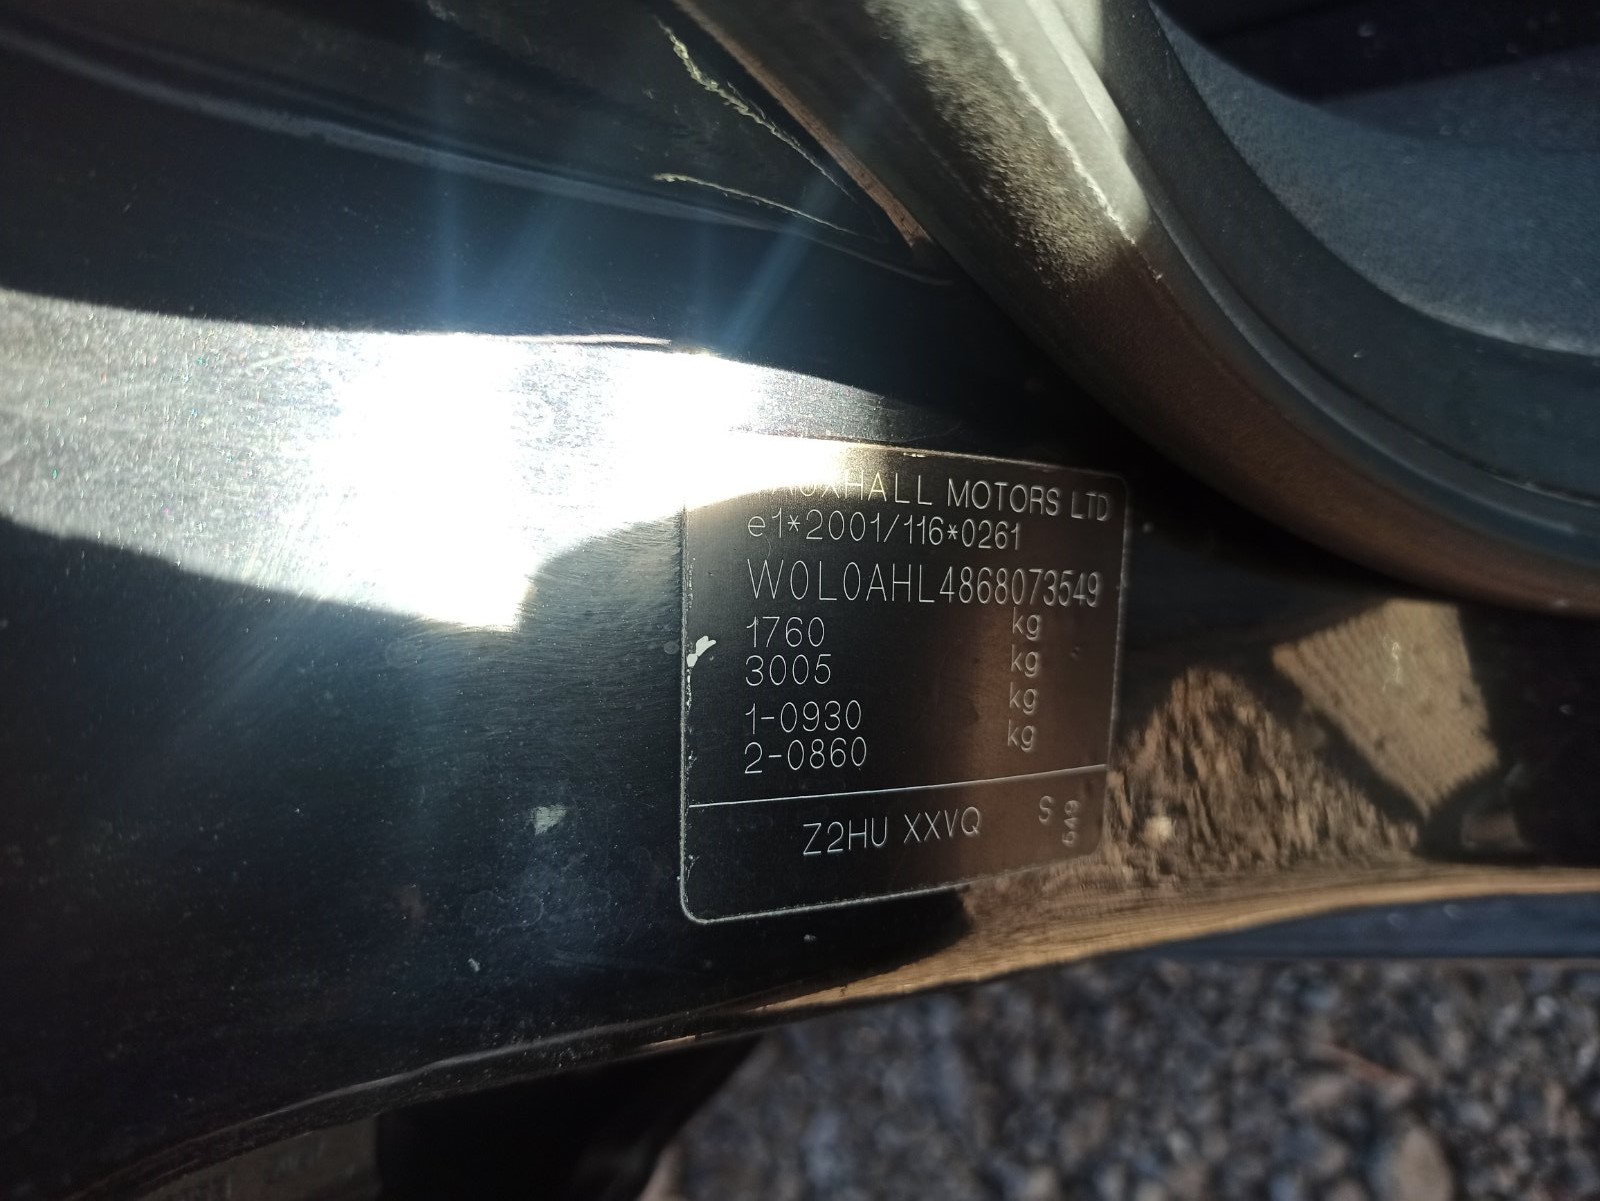 VAUXHALL MOTORS LTD
e1*2001/116*0261
W0L0AHL4868073549
1760 kg
3005 kg
1-0930 kg
2-0860 kg
Z2HU XXVQ S